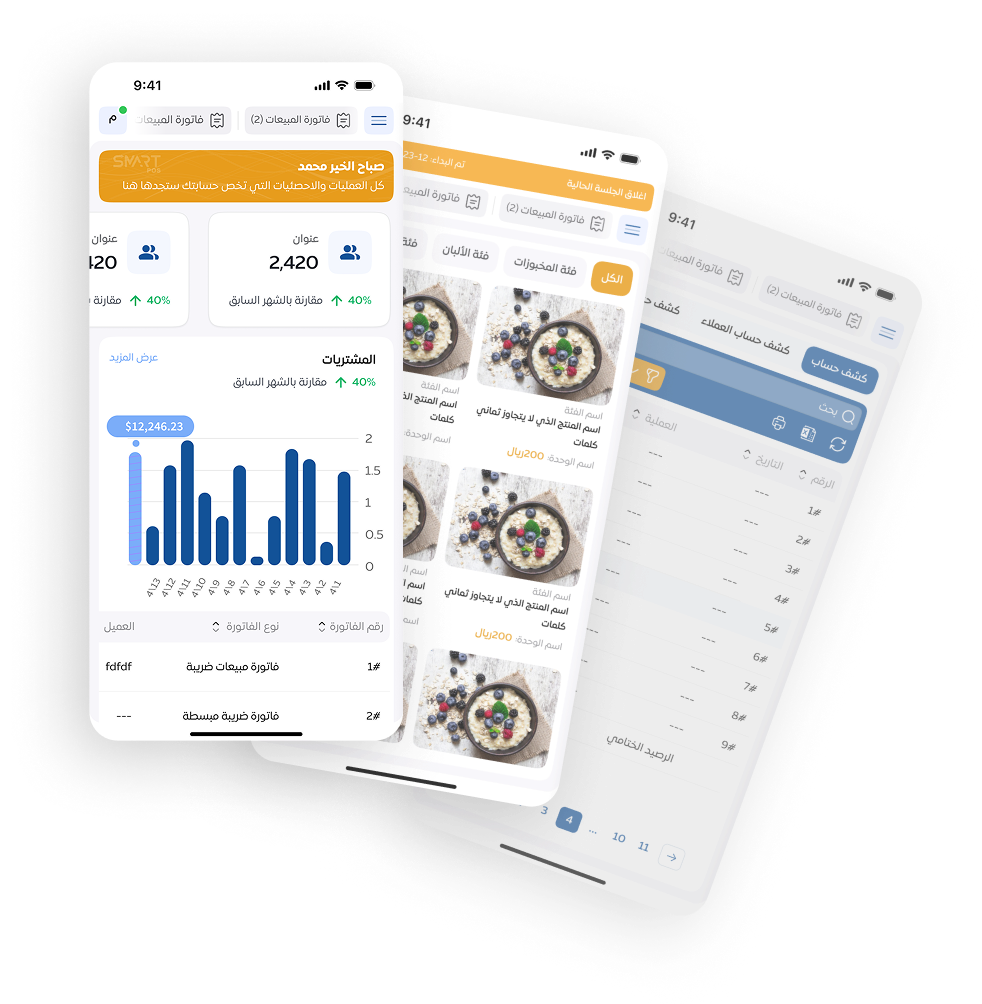 9:41
فاتورة المبيعات (2)
فاتورة المبيعات
م
صباح الخير محمد
كل العمليات والاحصئيات التي تخص حسابتك ستجدها هنا
SMART
POS
عنوان
2,420
40% مقارنة بالشهر السابق
عنوان
420
40% مقارنة
المشتريات
عرض المزيد
40% مقارنة بالشهر السابق
$12,246.23
2
1.5
1
0.5
0
4\13 4\12 4\11 4\10 4\9 4\8 4\7 4\6 4\5 4\4 4\3 4\2 4\1
رقم الفاتورة نوع الفاتورة العميل
1# فاتورة مبيعات ضريبة fdfdf
2# فاتورة ضريبة مبسطة ---
9:41
اغلاق الجلسة الحالية
تم البداء: 12-23
فاتورة المبيعات (2)
فاتورة
الكل
فئة المخبوزات
فئة الألبان
فئة
اسم الفئة
اسم المنتج الذي لا يتجاوز ثماني
كلمات
اسم الوحدة: 200ريال
اسم الفئة
اسم المنتج الذ
كلمات
اسم الوحدة
اسم الفئة
اسم المنتج الذي لا يتجاوز ثماني
كلمات
اسم الوحدة: 200ريال
كلمات
9:41
فاتورة المبيعات (2)
فاتورة المبيعا
كشف حساب
كشف حساب العملاء
كشف ح
بحث
الرقم التاريخ العملية
1# --- ---
2# --- ---
3# --- ---
4# --- ---
5# --- ---
6# --- ---
7# --- ---
8# --- ---
9# --- ---
الرصيد الختامي
3 4 ... 10 11